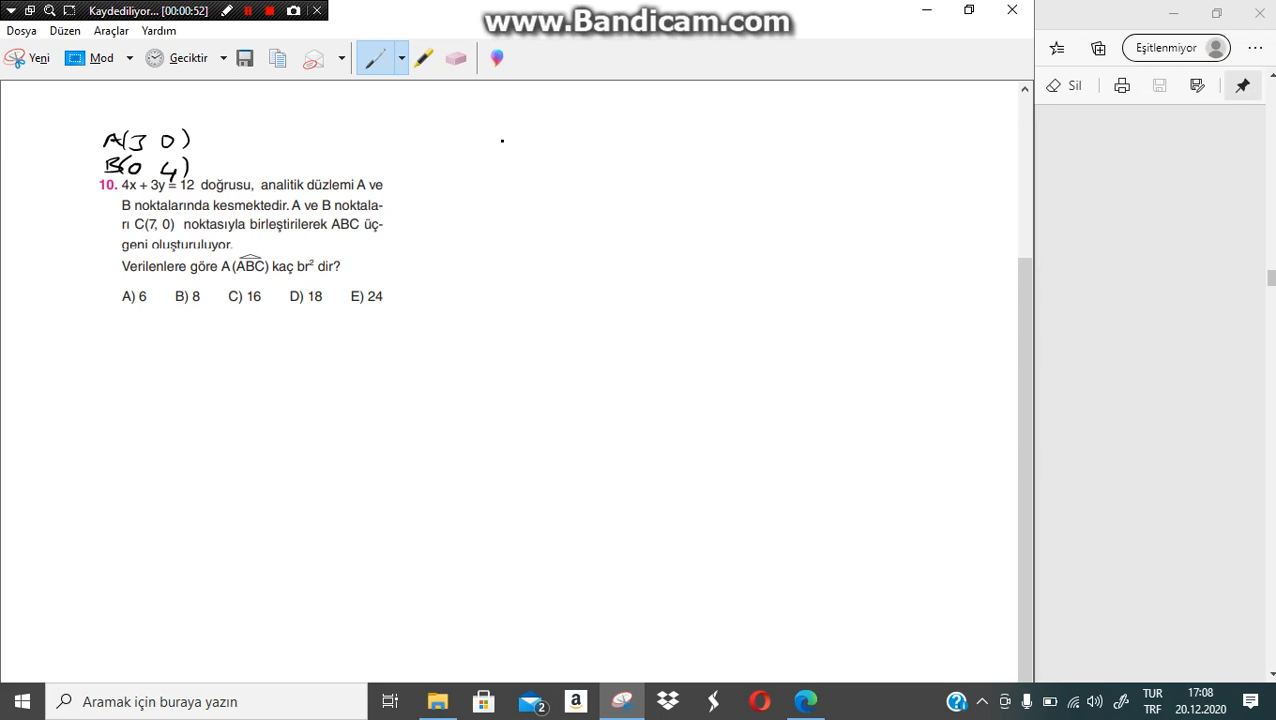 Kaydediliyor... [00:00:52]
www.Bandicam.com
Dosya Düzen Araçlar Yardım
Yeni Mod Geciktir
Eşitlenmiyor
Sil
A(3 0)
B(0 4)
10. 4x + 3y = 12 doğrusu, analitik düzlemi A ve
B noktalarında kesmektedir. A ve B noktala-
rı C(7, 0) noktasıyla birleştirilerek ABC üç-
geni oluşturuluyor.
Verilenlere göre A(ABC) kaç br² dir?
A) 6 B) 8 C) 16 D) 18 E) 24
Aramak için buraya yazın
2
a
TUR
TRF
17:08
20.12.2020